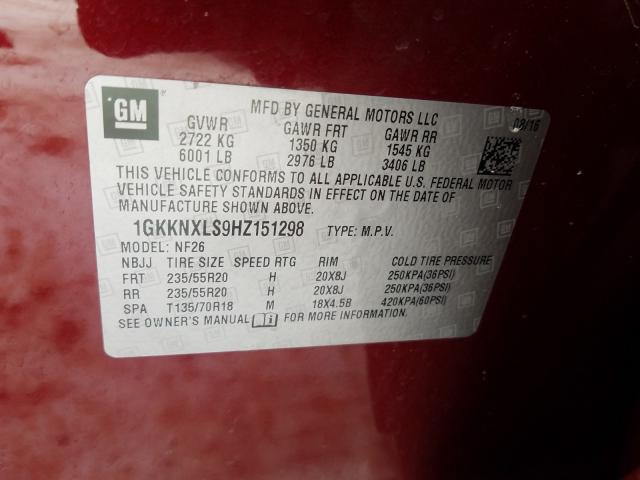 GM
MFD BY GENERAL MOTORS LLC
08/16
GVWR GAWR FRT GAWR RR
2722 KG 1350 KG 1545 KG
6001 LB 2976 LB 3406 LB
THIS VEHICLE CONFORMS TO ALL APPLICABLE U.S. FEDERAL MOTOR
VEHICLE SAFETY STANDARDS IN EFFECT ON THE DATE OF
MANUFACTURE SHOWN ABOVE.
1GKKNXLS9HZ151298 TYPE: M.P.V.
MODEL: NF26
NBJJ TIRE SIZE SPEED RTG RIM COLD TIRE PRESSURE
FRT 235/55R20 H 20X8J 250KPA(36PSI)
RR 235/55R20 H 20X8J 250KPA(36PSI)
SPA T135/70R18 M 18X4.5B 420KPA(60PSI)
SEE OWNER'S MANUAL FOR MORE INFORMATION.